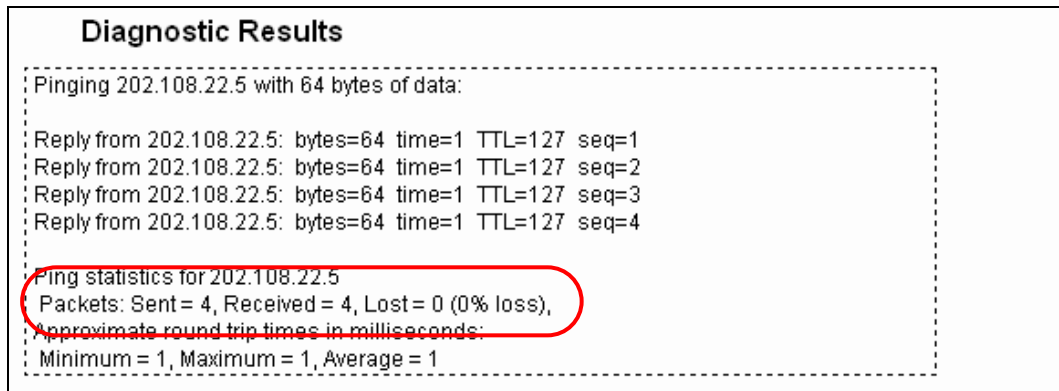 Diagnostic Results
Pinging 202.108.22.5 with 64 bytes of data:
Reply from 202.108.22.5: bytes=64 time=1 TTL=127 seq=1
Reply from 202.108.22.5: bytes=64 time=1 TTL=127 seq=2
Reply from 202.108.22.5: bytes=64 time=1 TTL=127 seq=3
Reply from 202.108.22.5: bytes=64 time=1 TTL=127 seq=4
Ping statistics for 202.108.22.5
Packets: Sent = 4, Received = 4, Lost = 0 (0% loss),
Approximate round trip times in milliseconds:
Minimum = 1, Maximum = 1, Average = 1